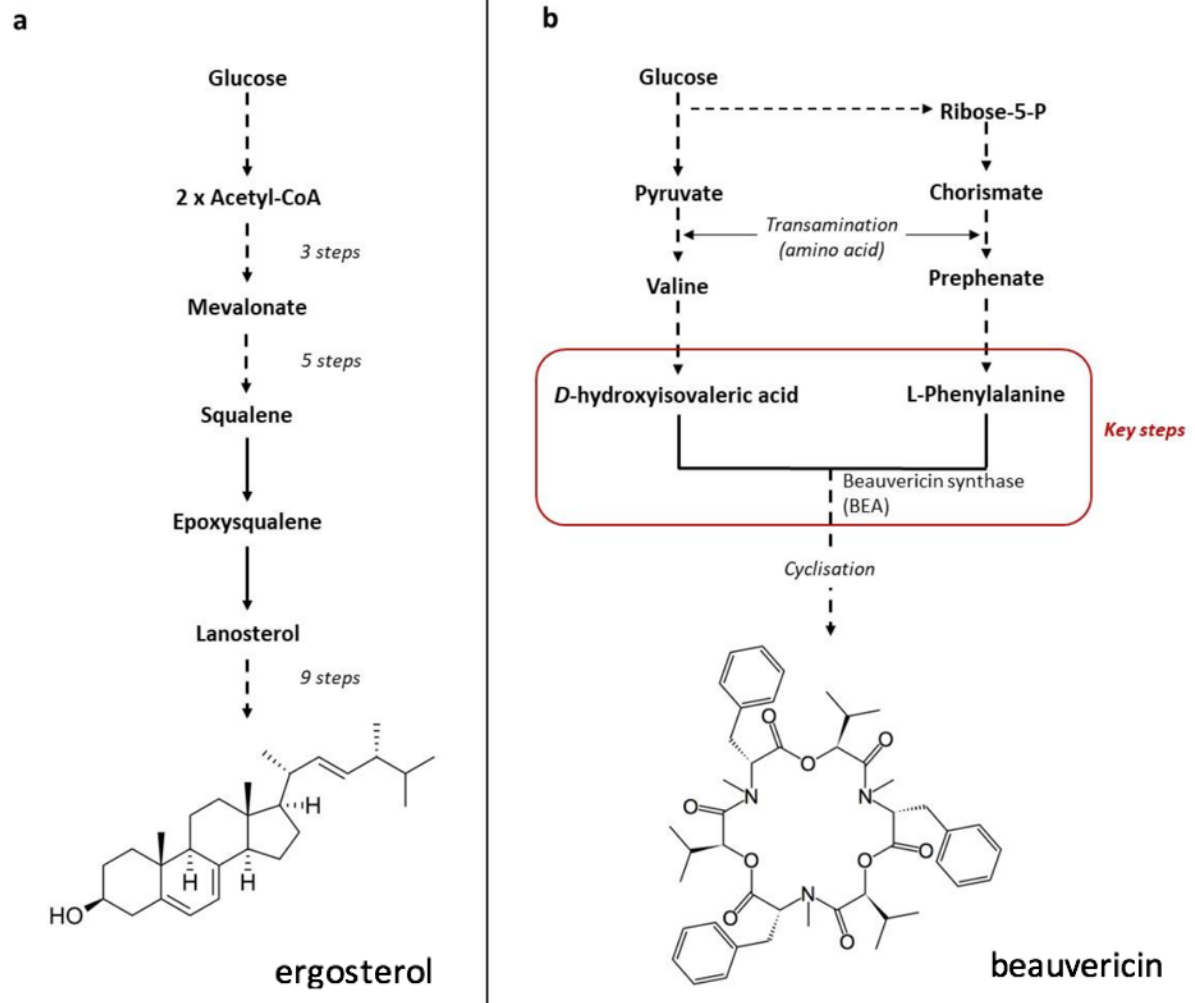 a
Glucose
2 x Acetyl-CoA
3 steps
Mevalonate
5 steps
Squalene
Epoxysqualene
Lanosterol
9 steps
H
H
H
HO
ergosterol
b
Glucose
Ribose-5-P
Pyruvate
Chorismate
Transamination
(amino acid)
Valine
Prephenate
D-hydroxyisovaleric acid
L-Phenylalanine
Key steps
Beauvericin synthase
(BEA)
Cyclisation
O
O
O
N
N
O
O
O
O
N
O
O
beauvericin